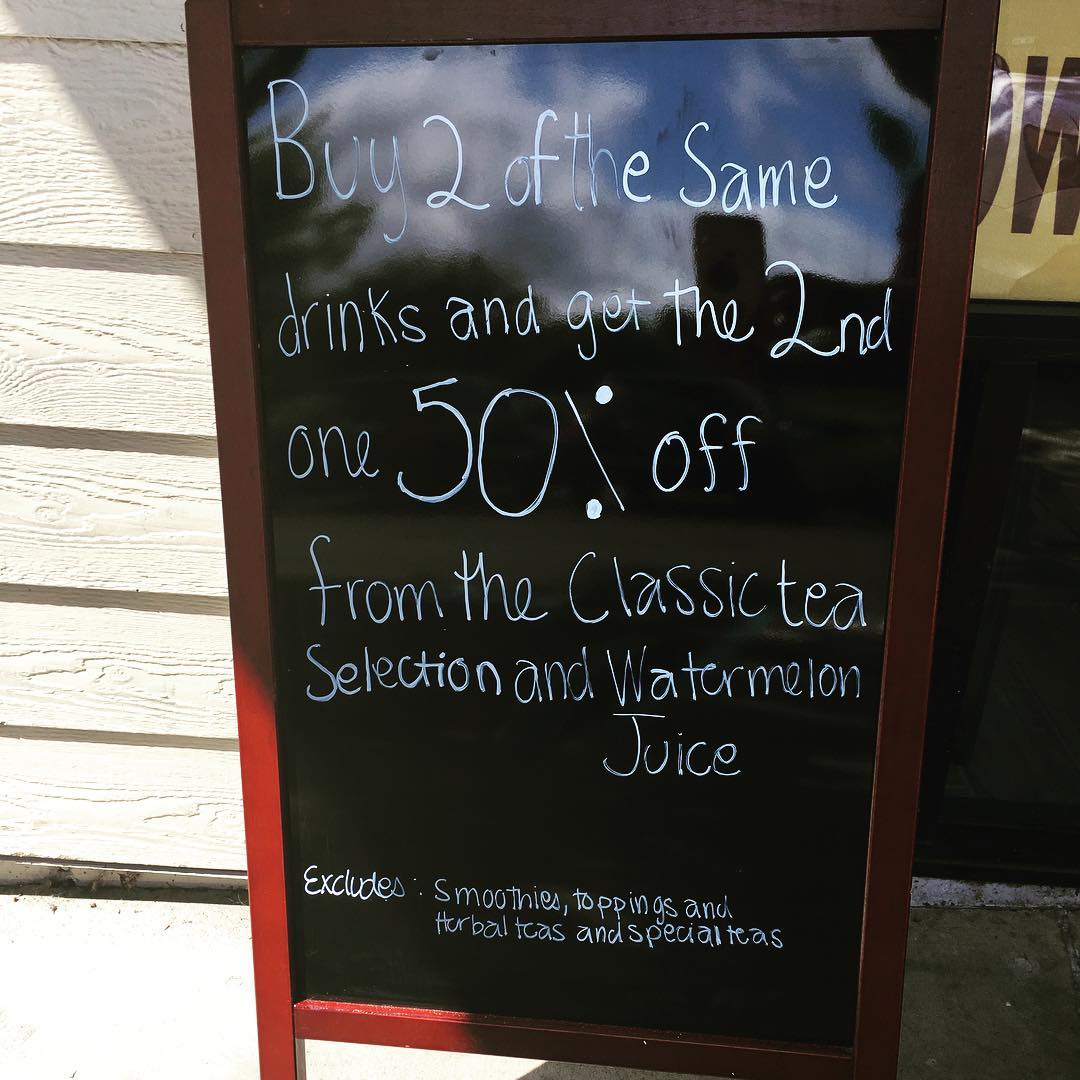 Buy 2 of the Same
drinks and get the 2nd
one 50% off
from the Classic tea
Selection and Watermelon
Juice
Excludes: Smoothies, toppings and
Herbal teas and special teas